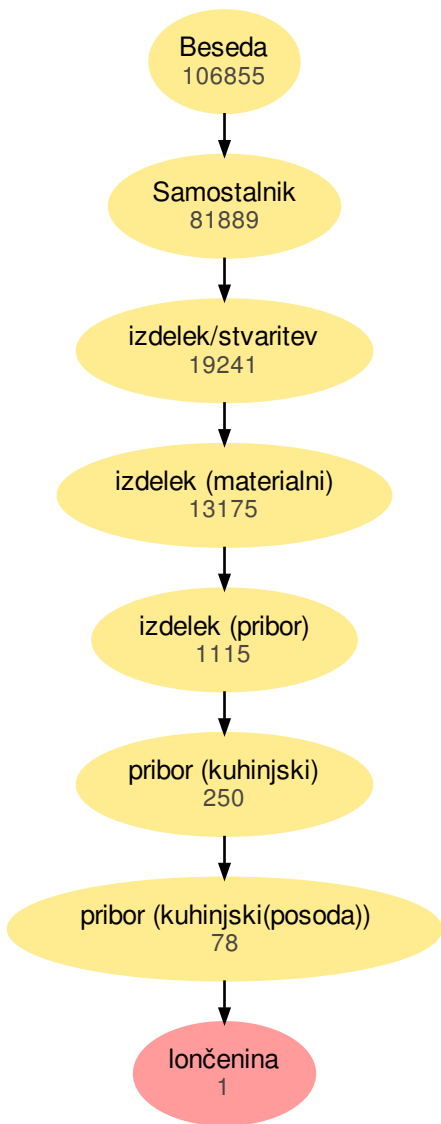 Beseda
106855
Samostalnik
81889
izdelek/stvaritev
19241
izdelek (materialni)
13175
izdelek (pribor)
1115
pribor (kuhinjski)
250
pribor (kuhinjski(posoda))
78
lončenina
1